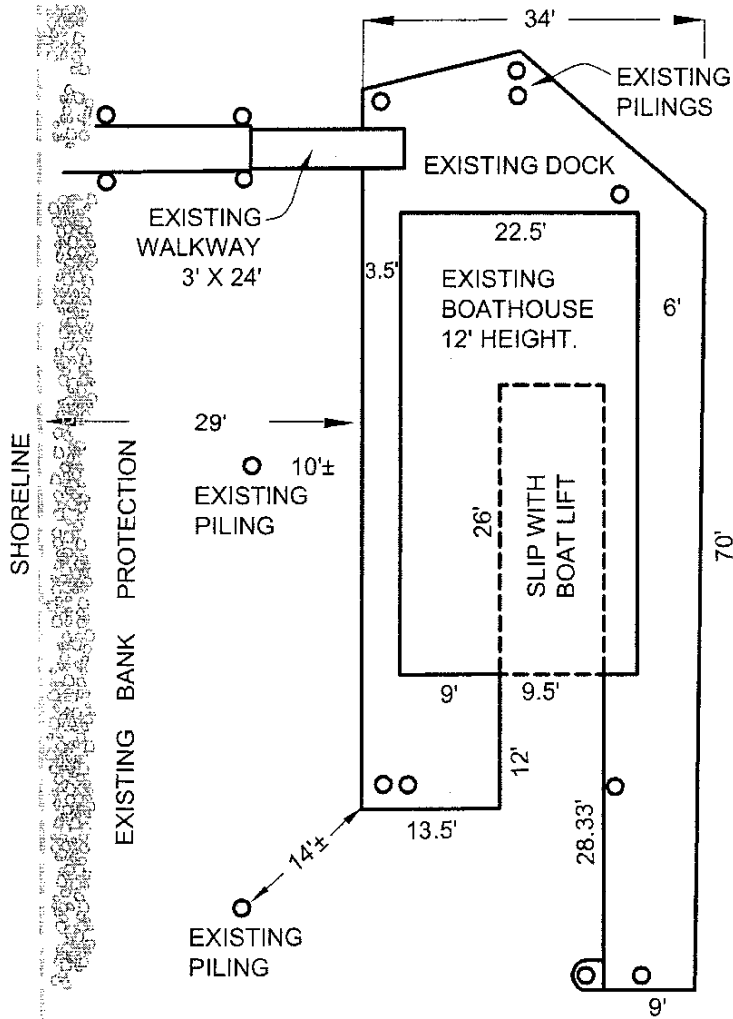 34'
EXISTING
PILINGS
EXISTING DOCK
EXISTING
WALKWAY
3' X 24'
22.5'
3.5'
EXISTING
BOATHOUSE
12' HEIGHT.
6'
29'
10'±
EXISTING
PILING
SHORELINE
EXISTING BANK PROTECTION
26'
SLIP WITH
BOAT LIFT
70'
9'
9.5'
12'
13.5'
28.33'
14'±
EXISTING
PILING
9'